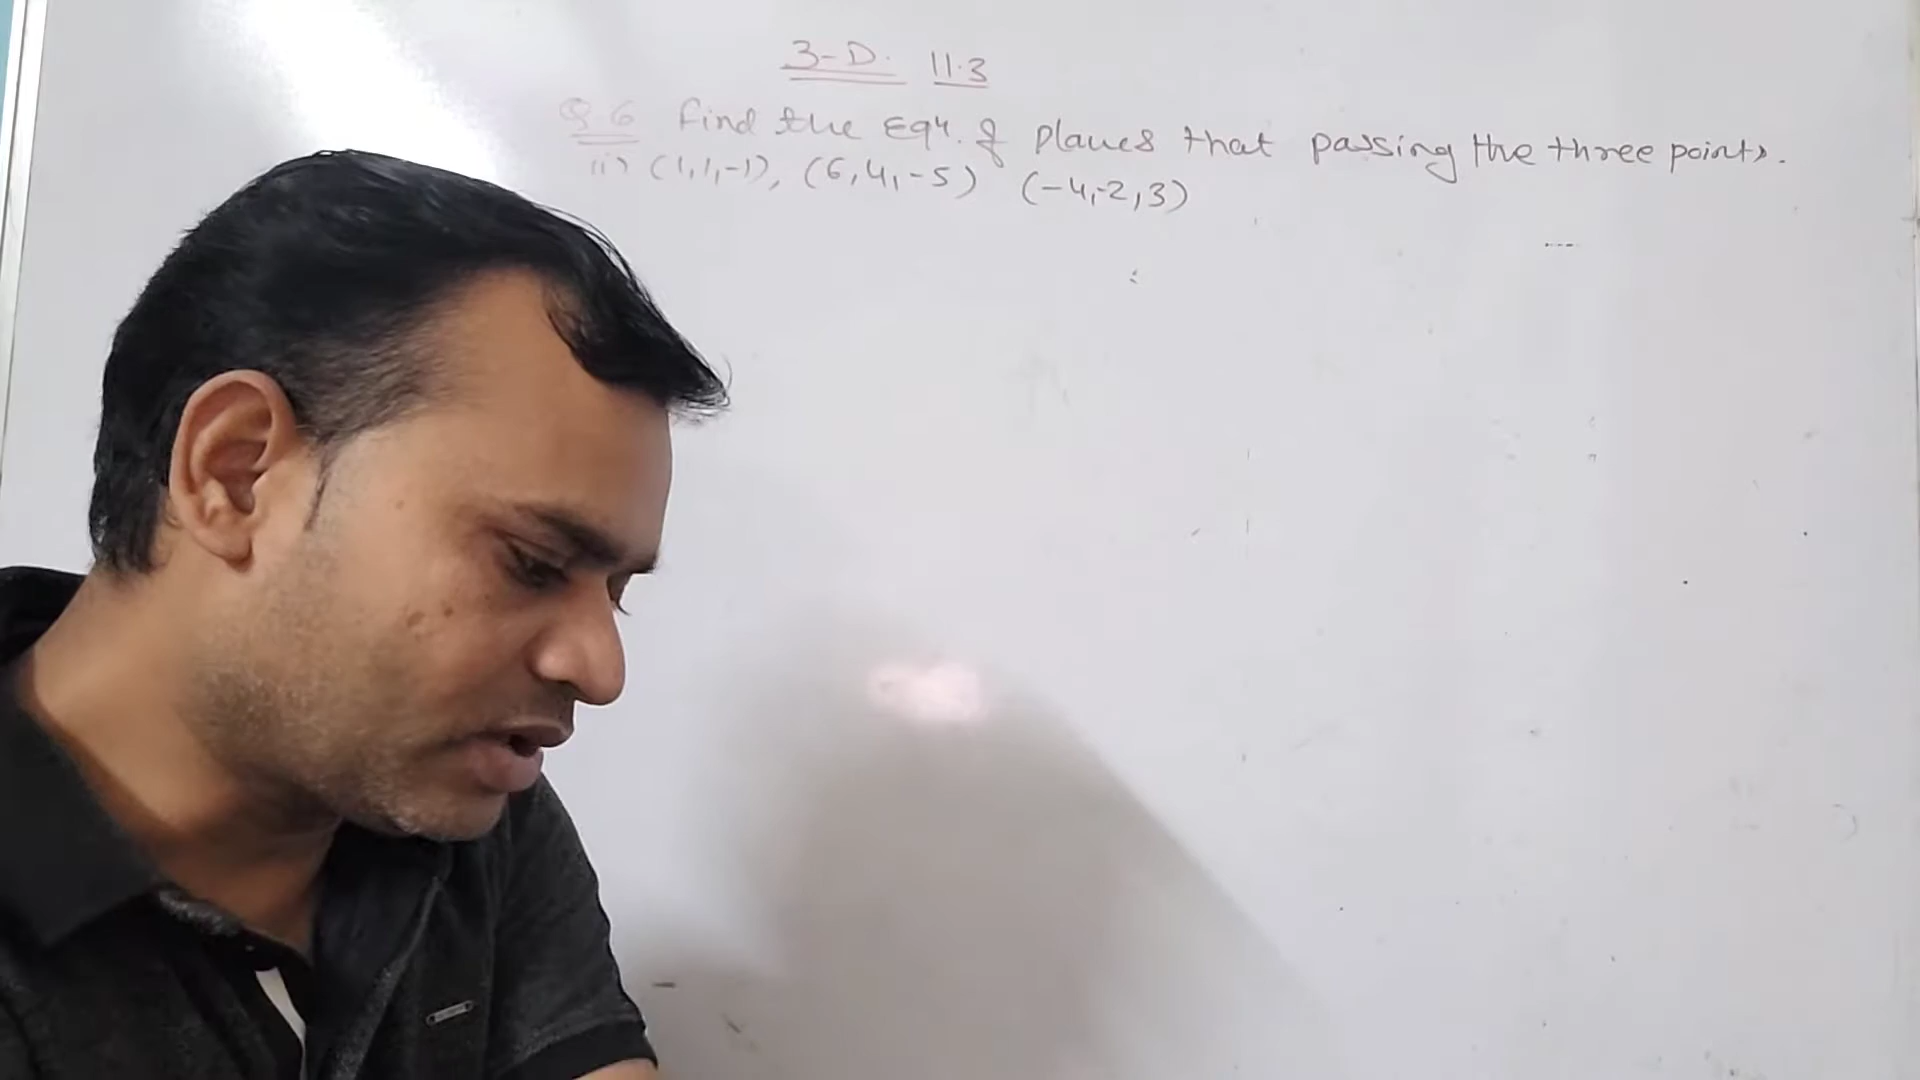 3-D. 11.3
Q.6 Find the Eqn. of planes that passing the three points.
(i) (1,1,-1), (6,4,-5) (-4,-2,3)